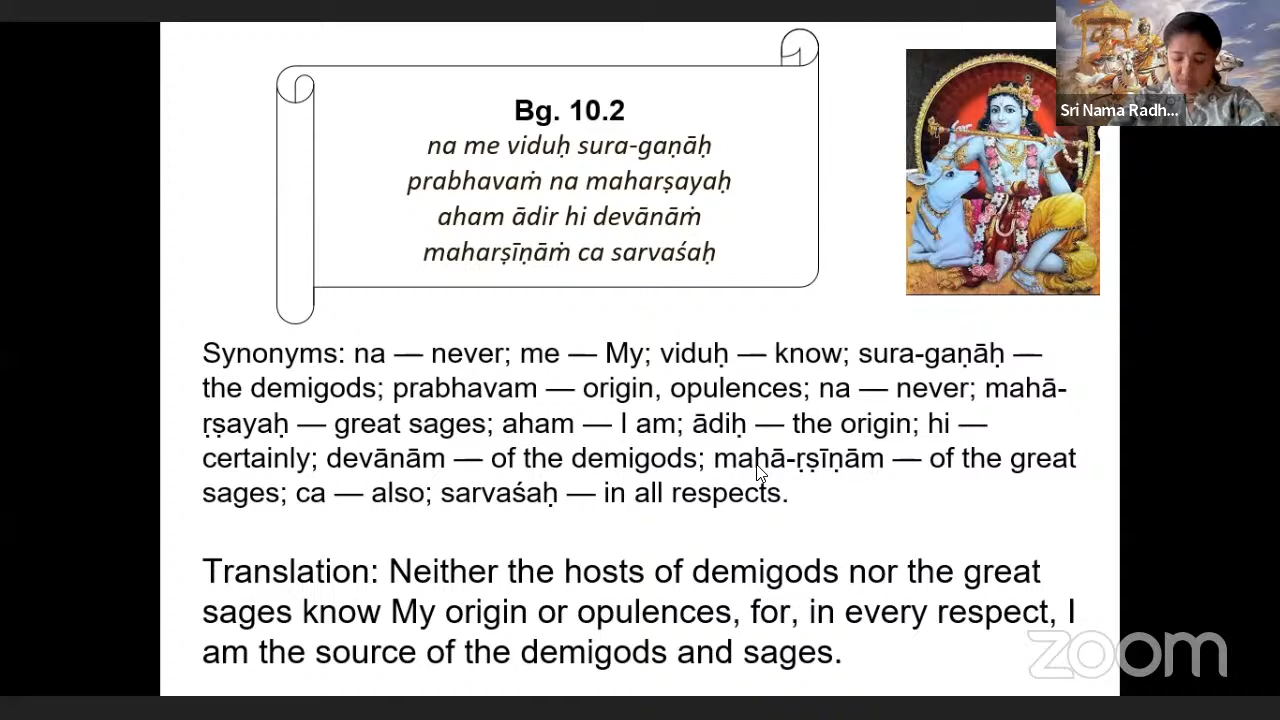 Bg. 10.2
na me viduḥ sura-gaṇāḥ
prabhavaṁ na maharṣayaḥ
aham ādir hi devānāṁ
maharṣīṇāṁ ca sarvaśaḥ
Sri Nama Radh...
Synonyms: na — never; me — My; viduḥ — know; sura-gaṇāḥ —
the demigods; prabhavam — origin, opulences; na — never; mahā-
ṛṣayaḥ — great sages; aham — I am; ādiḥ — the origin; hi —
certainly; devānām — of the demigods; mahā-ṛṣīṇām — of the great
sages; ca — also; sarvaśaḥ — in all respects.
Translation: Neither the hosts of demigods nor the great
sages know My origin or opulences, for, in every respect, I
am the source of the demigods and sages.
zoom